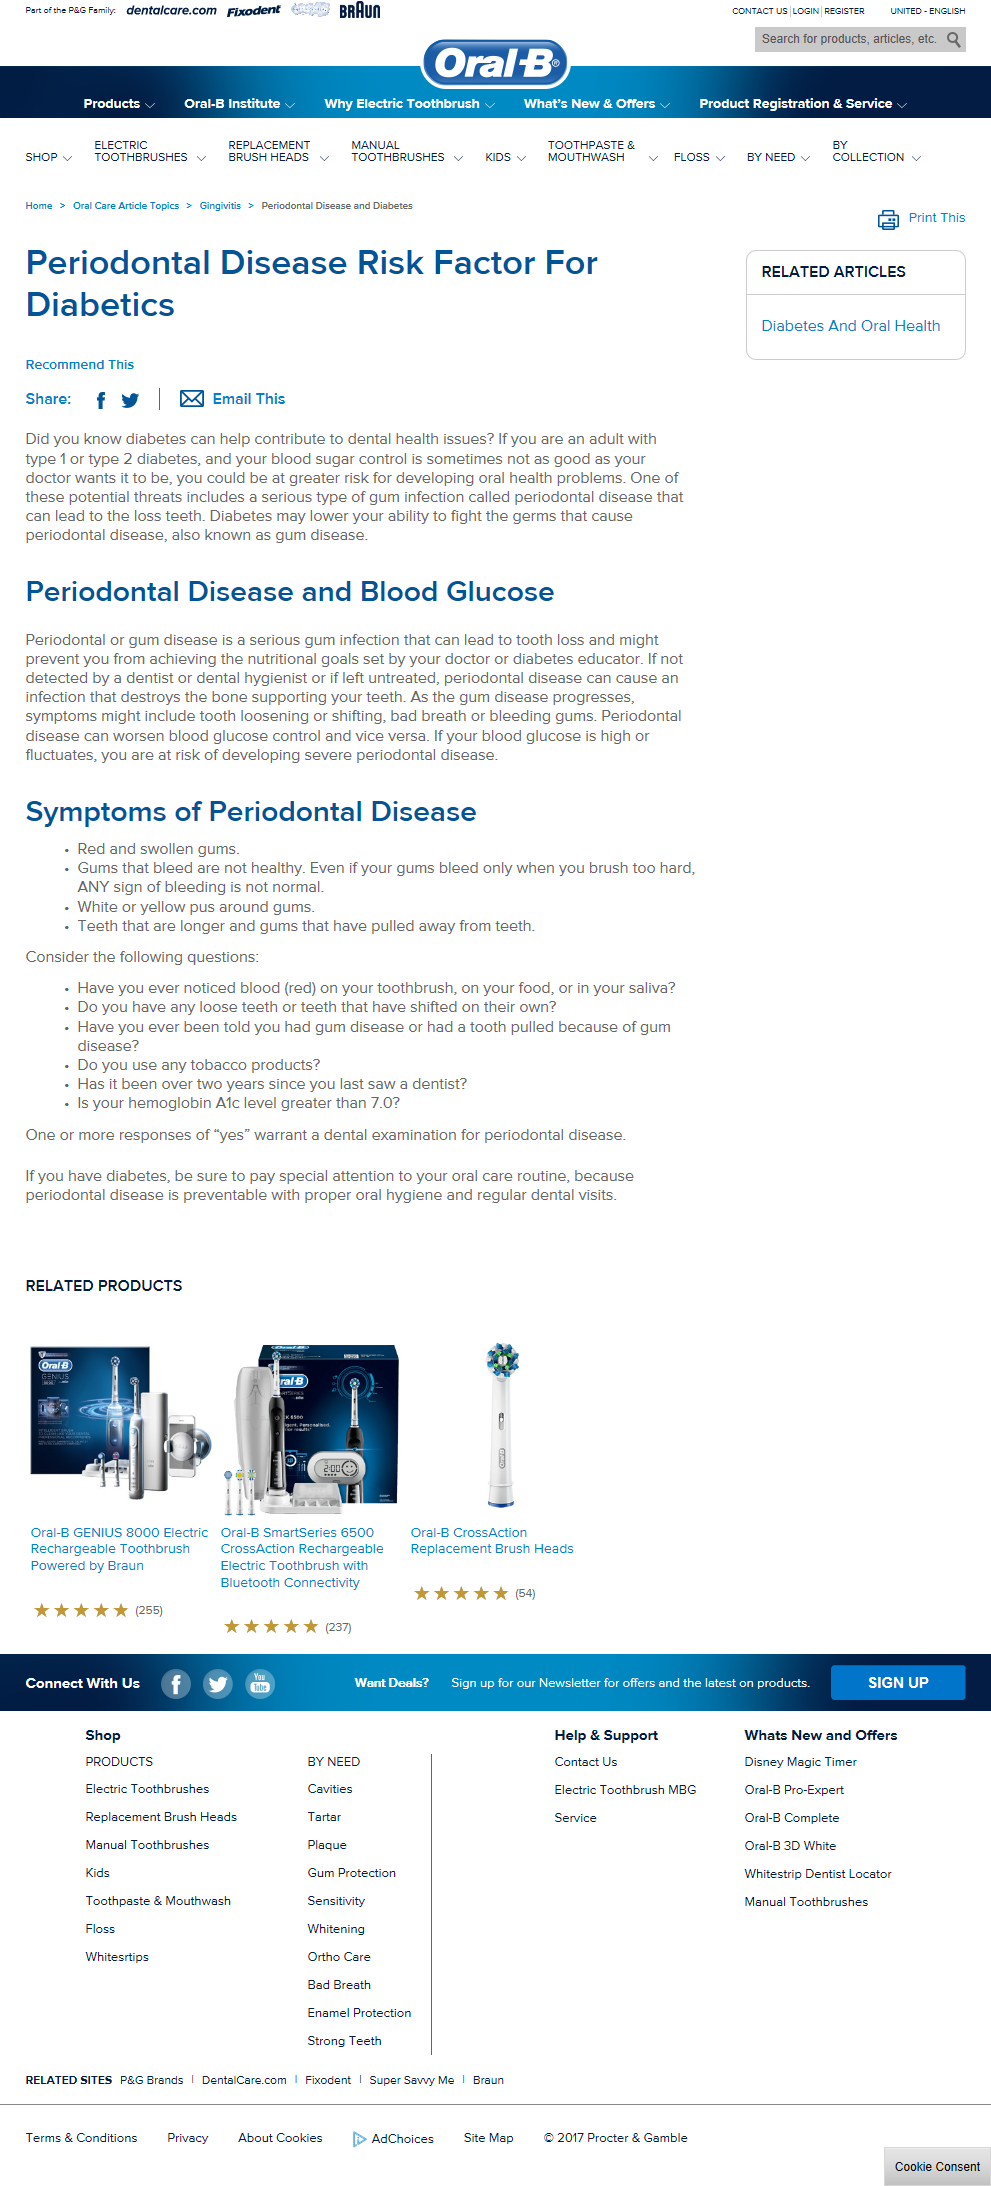 Part of the P&G Family: dentalcare.com Fixodent BRAUN
CONTACT US LOGIN REGISTER UNITED - ENGLISH
Search for products, articles, etc.
Oral-B®
Products Oral-B Institute Why Electric Toothbrush What's New & Offers Product Registration & Service
SHOP ELECTRIC TOOTHBRUSHES REPLACEMENT BRUSH HEADS MANUAL TOOTHBRUSHES KIDS TOOTHPASTE & MOUTHWASH FLOSS BY NEED BY COLLECTION
Home > Oral Care Article Topics > Gingivitis > Periodontal Disease and Diabetes
Print This
Periodontal Disease Risk Factor For
Diabetics
RELATED ARTICLES
Diabetes And Oral Health
Recommend This
Share: Email This
Did you know diabetes can help contribute to dental health issues? If you are an adult with
type 1 or type 2 diabetes, and your blood sugar control is sometimes not as good as your
doctor wants it to be, you could be at greater risk for developing oral health problems. One of
these potential threats includes a serious type of gum infection called periodontal disease that
can lead to the loss teeth. Diabetes may lower your ability to fight the germs that cause
periodontal disease, also known as gum disease.
Periodontal Disease and Blood Glucose
Periodontal or gum disease is a serious gum infection that can lead to tooth loss and might
prevent you from achieving the nutritional goals set by your doctor or diabetes educator. If not
detected by a dentist or dental hygienist or if left untreated, periodontal disease can cause an
infection that destroys the bone supporting your teeth. As the gum disease progresses,
symptoms might include tooth loosening or shifting, bad breath or bleeding gums. Periodontal
disease can worsen blood glucose control and vice versa. If your blood glucose is high or
fluctuates, you are at risk of developing severe periodontal disease.
Symptoms of Periodontal Disease
• Red and swollen gums.
• Gums that bleed are not healthy. Even if your gums bleed only when you brush too hard,
ANY sign of bleeding is not normal.
• White or yellow pus around gums.
• Teeth that are longer and gums that have pulled away from teeth.
Consider the following questions:
• Have you ever noticed blood (red) on your toothbrush, on your food, or in your saliva?
• Do you have any loose teeth or teeth that have shifted on their own?
• Have you ever been told you had gum disease or had a tooth pulled because of gum
disease?
• Do you use any tobacco products?
• Has it been over two years since you last saw a dentist?
• Is your hemoglobin A1c level greater than 7.0?
One or more responses of “yes” warrant a dental examination for periodontal disease.
If you have diabetes, be sure to pay special attention to your oral care routine, because
periodontal disease is preventable with proper oral hygiene and regular dental visits.
RELATED PRODUCTS
Oral-B
GENIUS
ral-B
6500
2:00
Oral-B GENIUS 8000 Electric
Rechargeable Toothbrush
Powered by Braun
(255)
Oral-B SmartSeries 6500
CrossAction Rechargeable
Electric Toothbrush with
Bluetooth Connectivity
(237)
Oral-B CrossAction
Replacement Brush Heads
(54)
Connect With Us You Tube Want Deals? Sign up for our Newsletter for offers and the latest on products. SIGN UP
Shop
PRODUCTS
Electric Toothbrushes
Replacement Brush Heads
Manual Toothbrushes
Kids
Toothpaste & Mouthwash
Floss
Whitesrtips
BY NEED
Cavities
Tartar
Plaque
Gum Protection
Sensitivity
Whitening
Ortho Care
Bad Breath
Enamel Protection
Strong Teeth
Help & Support
Contact Us
Electric Toothbrush MBG
Service
Whats New and Offers
Disney Magic Timer
Oral-B Pro-Expert
Oral-B Complete
Oral-B 3D White
Whitestrip Dentist Locator
Manual Toothbrushes
RELATED SITES P&G Brands | DentalCare.com | Fixodent | Super Savvy Me | Braun
Terms & Conditions Privacy About Cookies AdChoices Site Map © 2017 Procter & Gamble
Cookie Consent